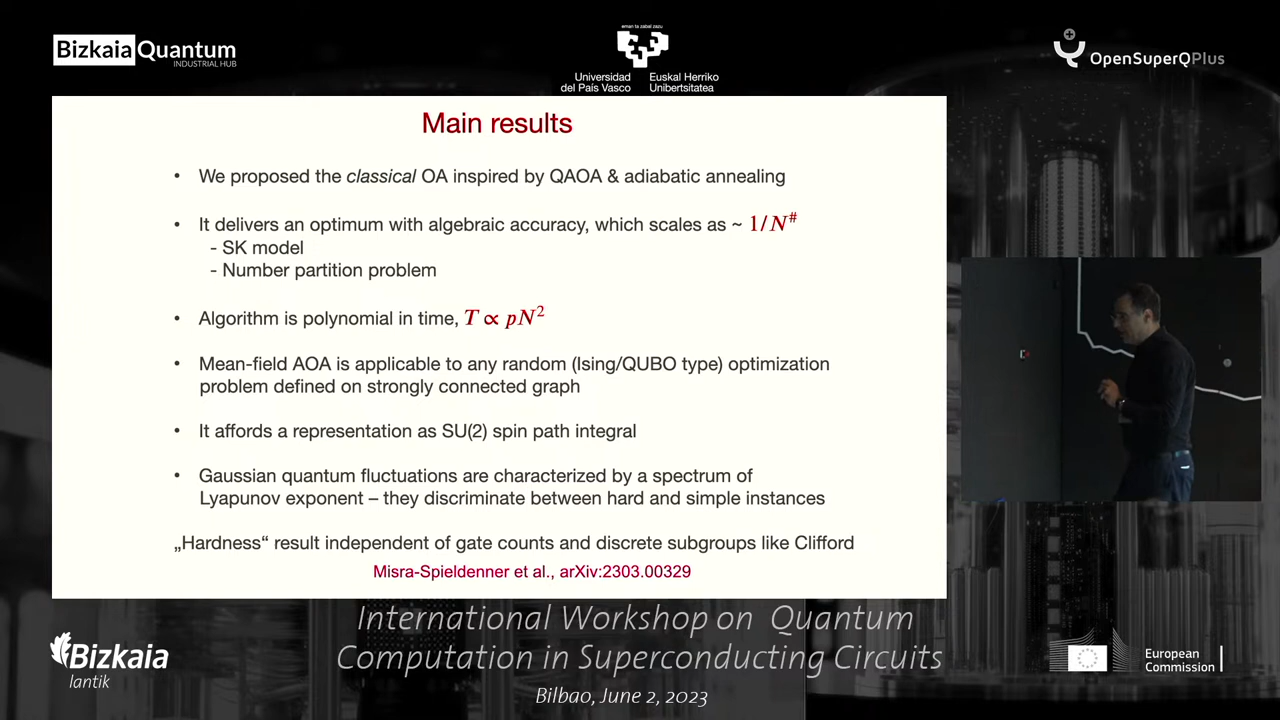 Bizkaia Quantum
INDUSTRIAL HUB
eman ta zabal zazu
Universidad
del País Vasco
Euskal Herriko
Unibertsitatea
OpenSuperQPlus
Main results
• We proposed the classical OA inspired by QAOA & adiabatic annealing
• It delivers an optimum with algebraic accuracy, which scales as ~ 1/N^#
- SK model
- Number partition problem
• Algorithm is polynomial in time, T ∝ pN²
• Mean-field AOA is applicable to any random (Ising/QUBO type) optimization
problem defined on strongly connected graph
• It affords a representation as SU(2) spin path integral
• Gaussian quantum fluctuations are characterized by a spectrum of
Lyapunov exponent – they discriminate between hard and simple instances
„Hardness“ result independent of gate counts and discrete subgroups like Clifford
Misra-Spieldenner et al., arXiv:2303.00329
International Workshop on Quantum
Computation in Superconducting Circuits
Bilbao, June 2, 2023
Bizkaia
lantik
European
Commission